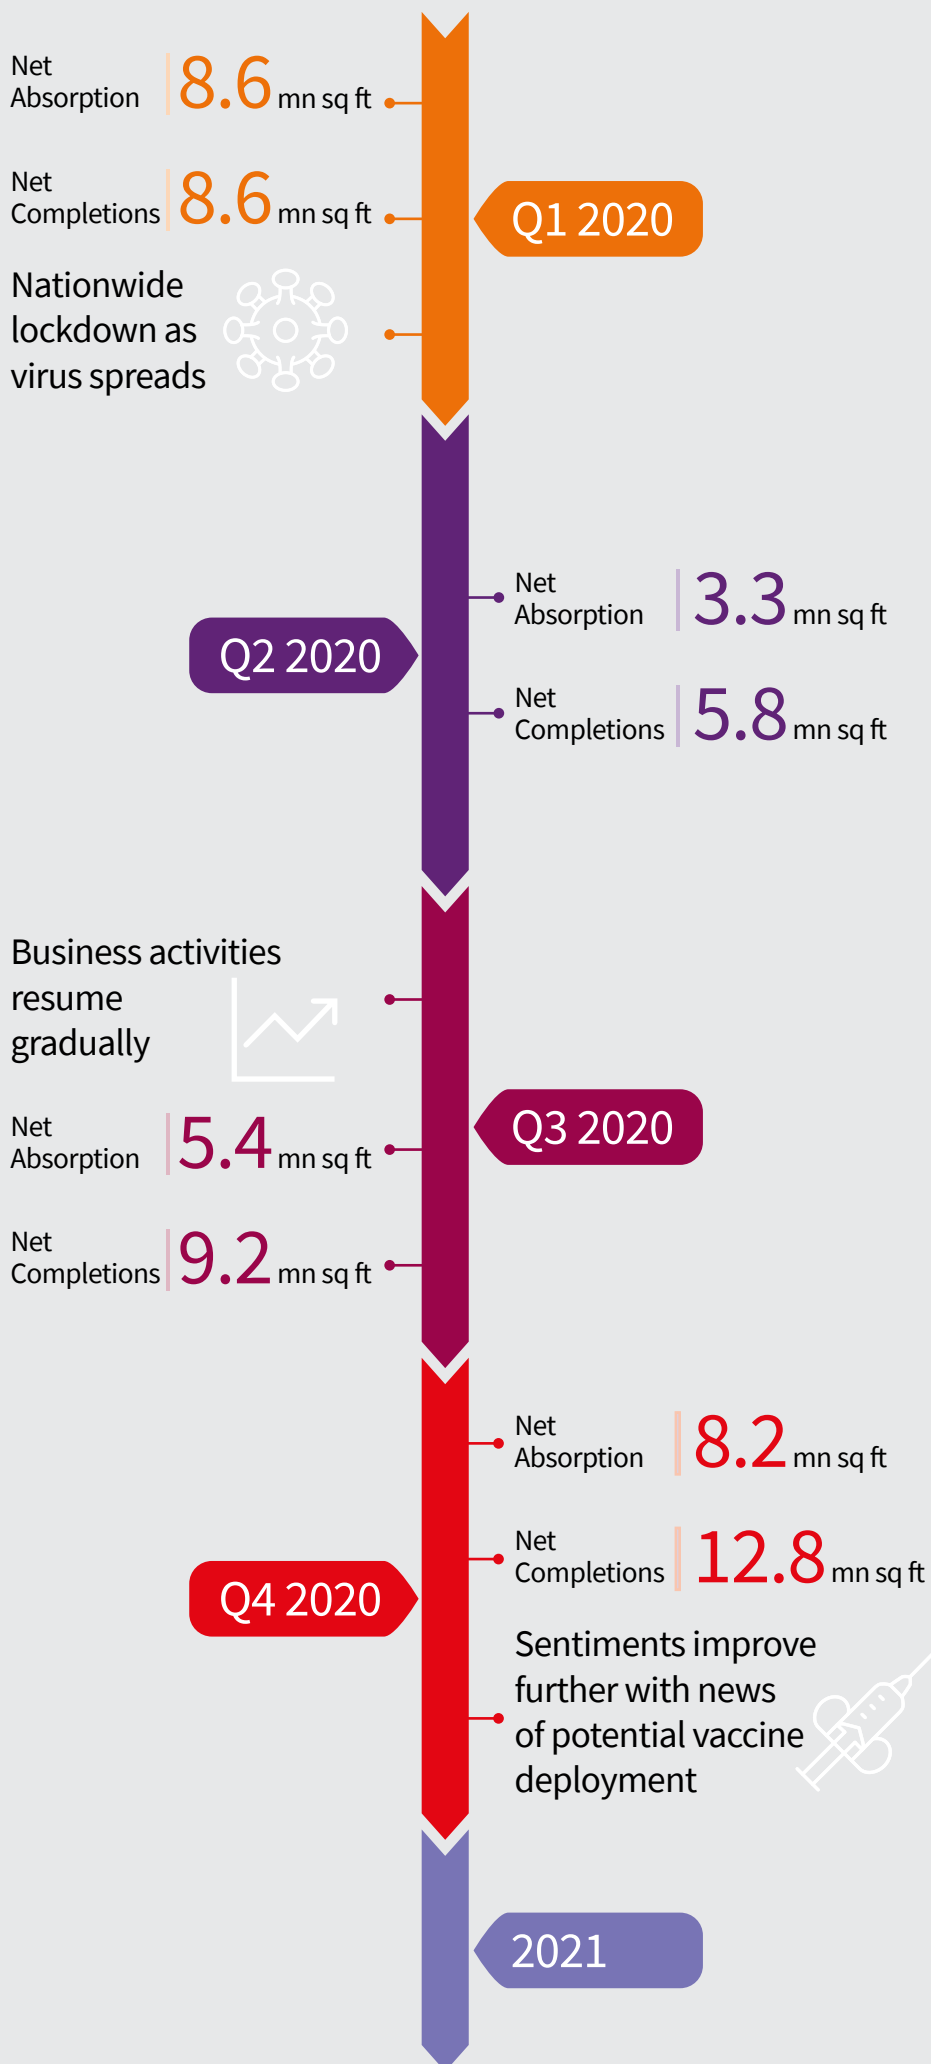 Net
Absorption 8.6 mn sq ft
Net
Completions 8.6 mn sq ft
Q1 2020
Nationwide
lockdown as
virus spreads
Net
Absorption 3.3 mn sq ft
Q2 2020
Net
Completions 5.8 mn sq ft
Business activities
resume
gradually
Q3 2020
Net
Absorption 5.4 mn sq ft
Net
Completions 9.2 mn sq ft
Net
Absorption 8.2 mn sq ft
Net
Completions 12.8 mn sq ft
Q4 2020
Sentiments improve
further with news
of potential vaccine
deployment
2021